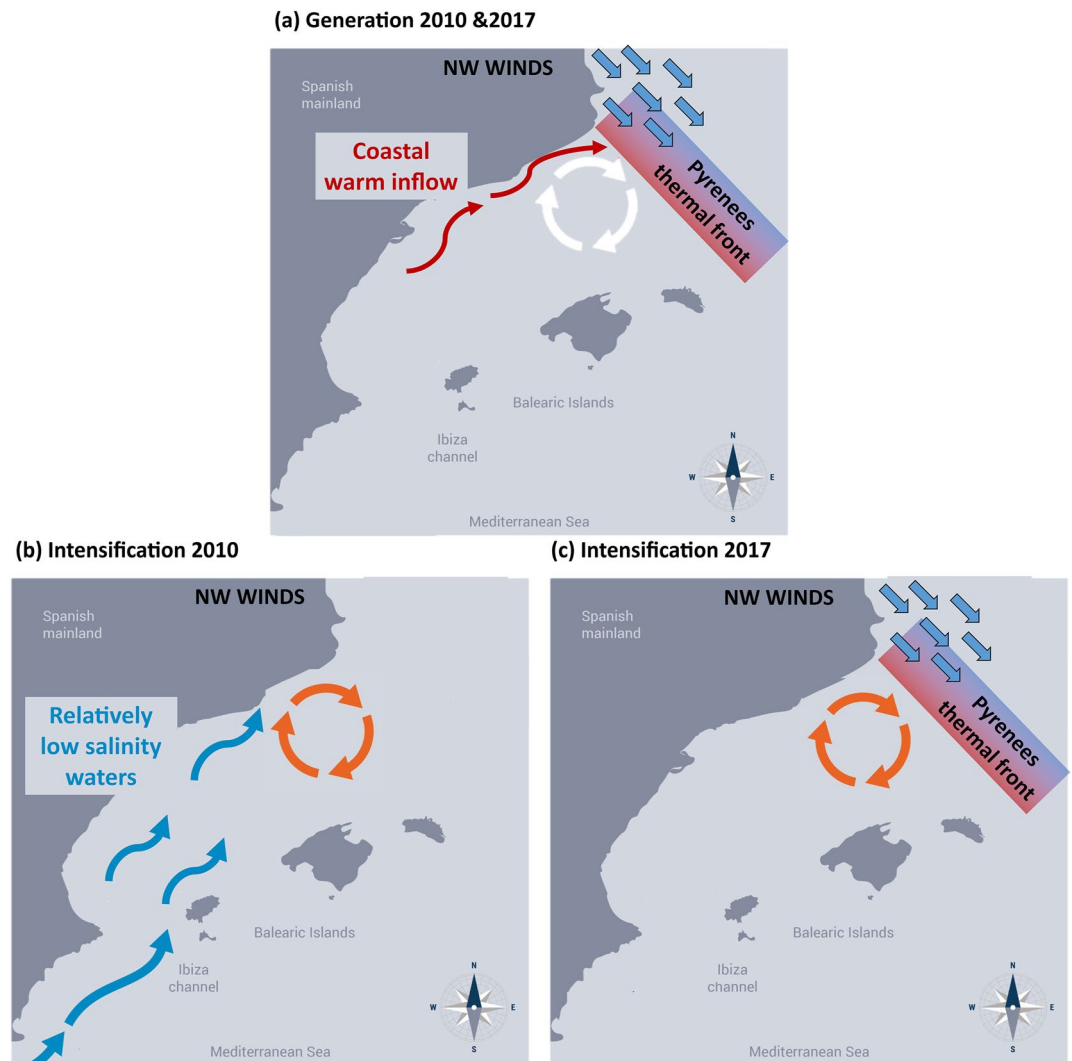 (a) Generation 2010 &2017
NW WINDS
Spanish
mainland
Coastal
warm inflow
Pyrenees
thermal front
Balearic Islands
Ibiza
channel
N
W
E
S
Mediterranean Sea
(b) Intensification 2010
NW WINDS
Spanish
mainland
Relatively
low salinity
waters
Balearic Islands
Ibiza
channel
N
W
E
S
Mediterranean Sea
(c) Intensification 2017
NW WINDS
Spanish
mainland
Pyrenees
thermal front
Balearic Islands
Ibiza
channel
N
W
E
S
Mediterranean Sea